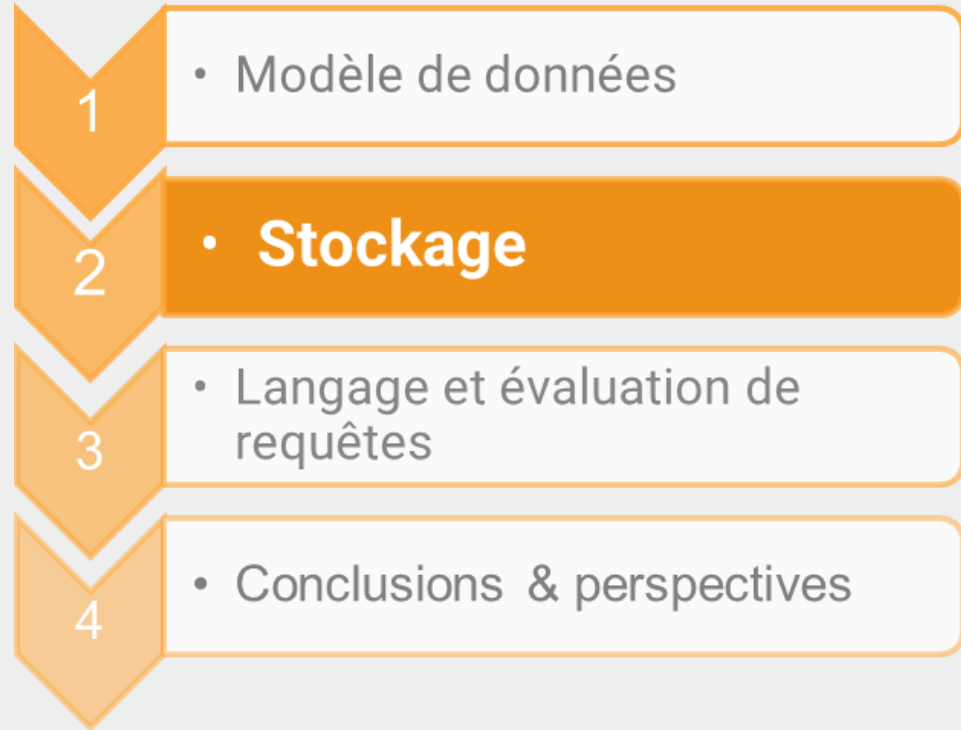 1
• Modèle de données
2
• Stockage
3
• Langage et évaluation de
requêtes
4
• Conclusions & perspectives